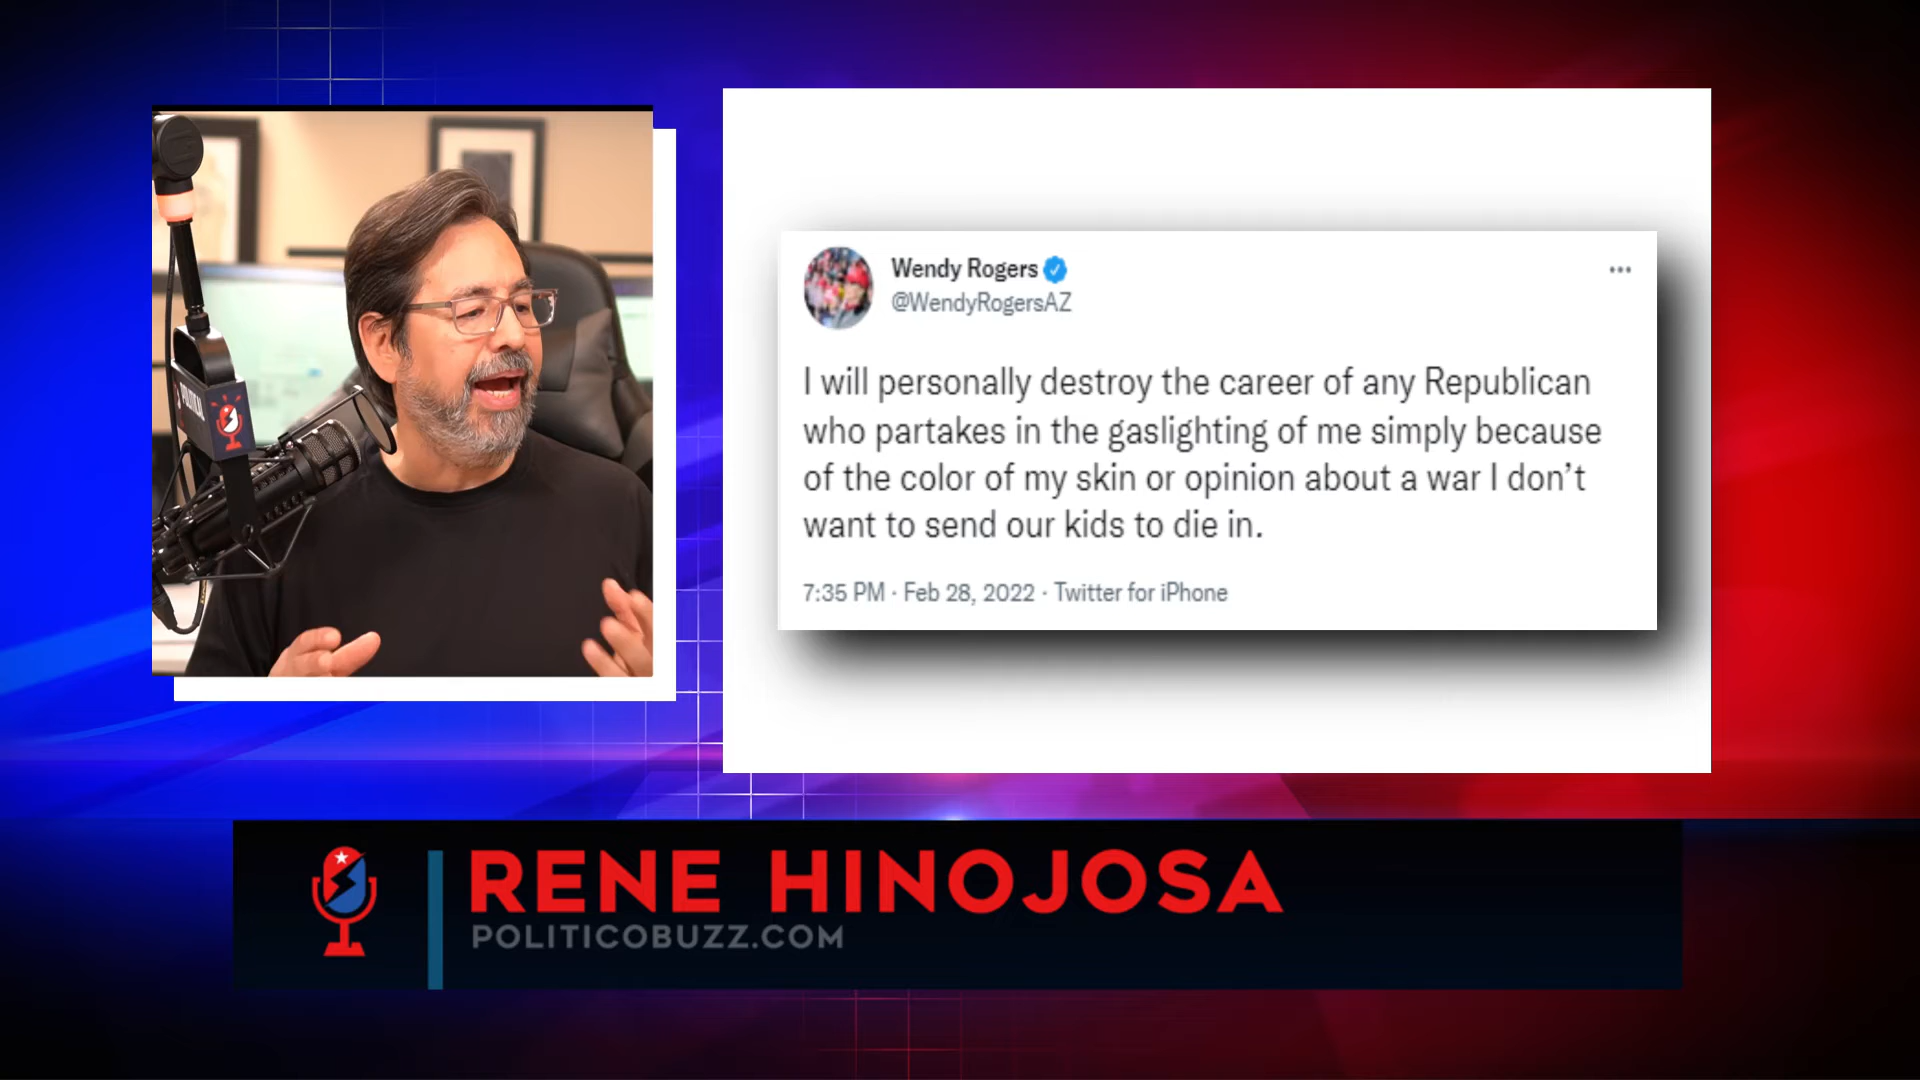 POLITICAL
Wendy Rogers
@WendyRogersAZ
I will personally destroy the career of any Republican
who partakes in the gaslighting of me simply because
of the color of my skin or opinion about a war I don't
want to send our kids to die in.
7:35 PM · Feb 28, 2022 · Twitter for iPhone
RENE HINOJOSA
POLITICOBUZZ.COM